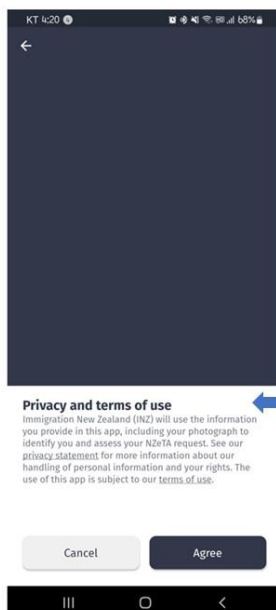 KT 4:20
68%
Privacy and terms of use
Immigration New Zealand (INZ) will use the information
you provide in this app, including your photograph to
identify you and assess your NZeTA request. See our
privacy statement for more information about our
handling of personal information and your rights. The
use of this app is subject to our terms of use.
Cancel
Agree